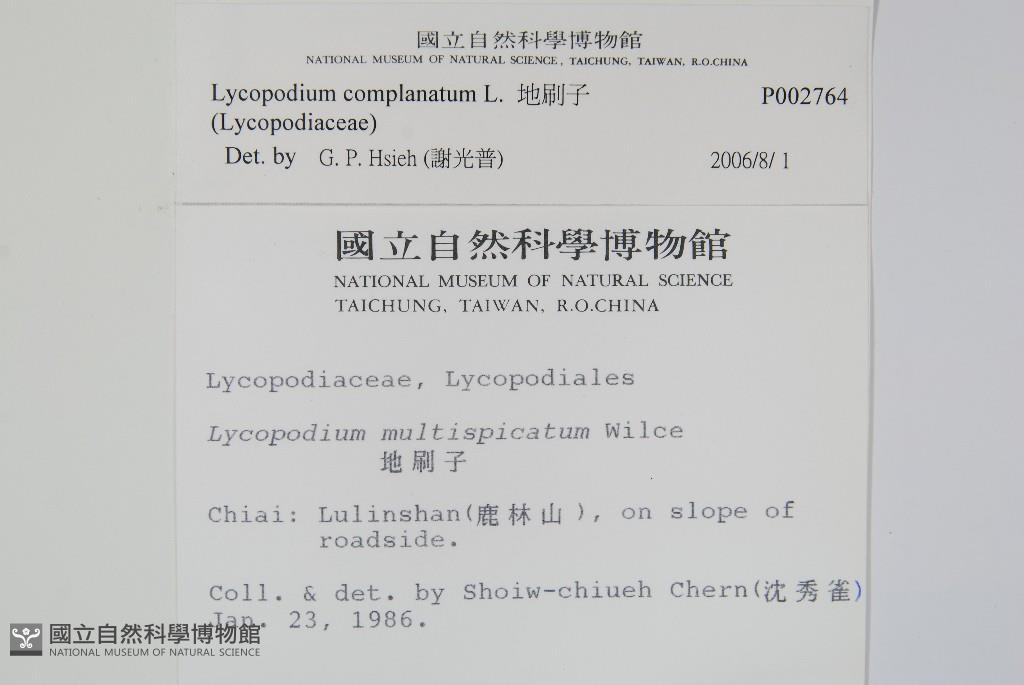 國立自然科學博物館
NATIONAL MUSEUM OF NATURAL SCIENCE, TAICHUNG, TAIWAN, R.O.CHINA
Lycopodium complanatum L. 地刷子 P002764
(Lycopodiaceae)
Det. by G. P. Hsieh (謝光普) 2006/8/ 1
國立自然科學博物館
NATIONAL MUSEUM OF NATURAL SCIENCE
TAICHUNG, TAIWAN, R.O.CHINA
Lycopodiaceae, Lycopodiales
Lycopodium multispicatum Wilce
地刷子
Chiai: Lulinshan(鹿林山), on slope of
roadside.
Coll. & det. by Shoiw-chiueh Chern(沈秀雀)
Jan. 23, 1986.
國立自然科學博物館
NATIONAL MUSEUM OF NATURAL SCIENCE